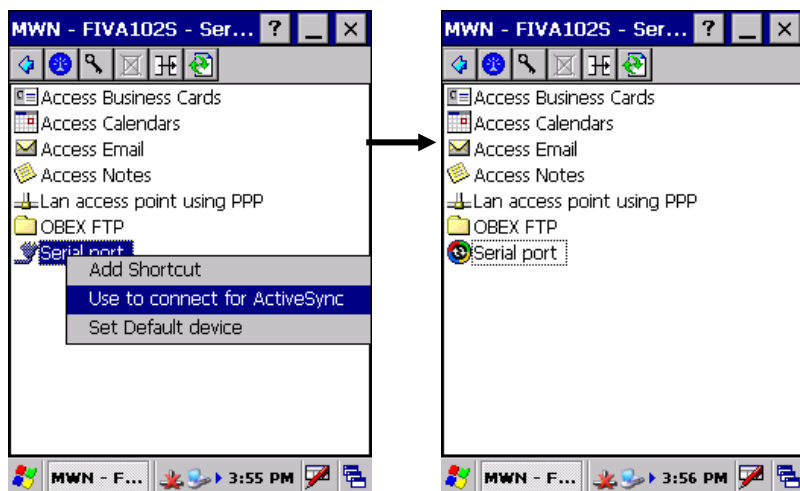 MWN - FIVA102S - Ser... ?
Access Business Cards
Access Calendars
Access Email
Access Notes
Lan access point using PPP
OBEX FTP
Serial port
Add Shortcut
Use to connect for ActiveSync
Set Default device
MWN - F... 3:55 PM
MWN - FIVA102S - Ser... ?
Access Business Cards
Access Calendars
Access Email
Access Notes
Lan access point using PPP
OBEX FTP
Serial port
MWN - F... 3:56 PM